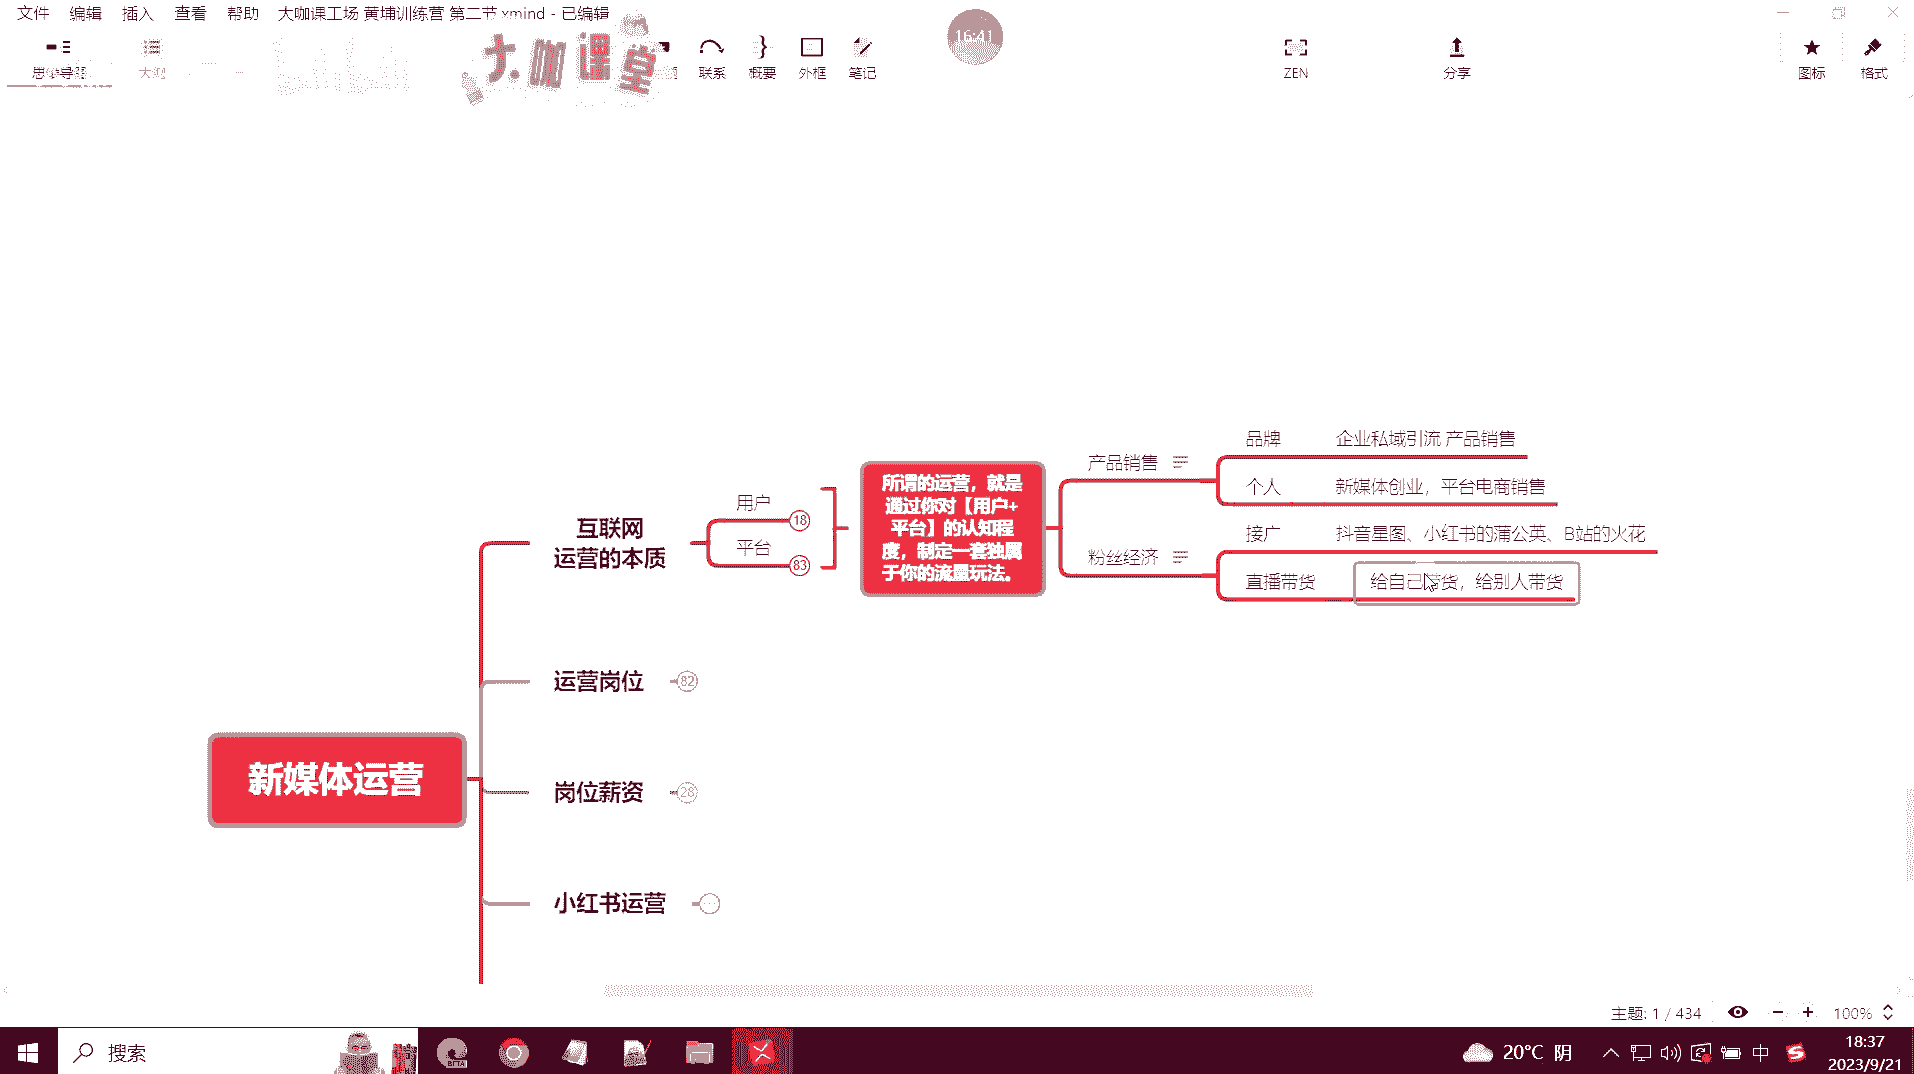 文件 编辑 插入 查看 帮助 大咖课工场 黄埔训练营 第二节.xmind - 已编辑
思维导图
大纲
大咖课堂
联系
概要
外框
笔记
16:41
ZEN
分享
图标
格式
品牌
企业私域引流 产品销售
产品销售
个人
新媒体创业，平台电商销售
用户
18
平台
83
互联网
运营的本质
所谓的运营，就是
通过你对【用户+
平台】的认知程
度，制定一套独属
于你的流量玩法。
接广
抖音星图、小红书的蒲公英、B站的火花
粉丝经济
直播带货
给自己带货，给别人带货
运营岗位
82
新媒体运营
岗位薪资
28
小红书运营
主题: 1 / 434
100%
搜索
BETA
20°C 阴
中
18:37
2023/9/21